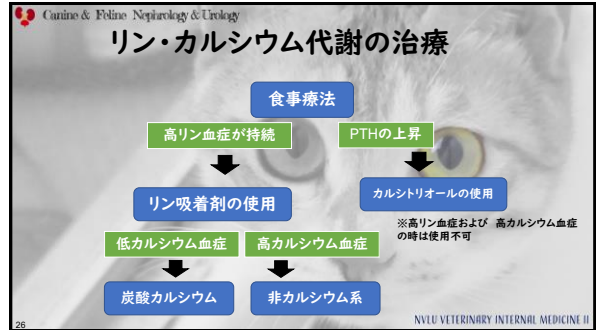 Canine & Feline Nephrology & Urology
リン・カルシウム代謝の治療
食事療法
高リン血症が持続
PTHの上昇
リン吸着剤の使用
カルシトリオールの使用
※高リン血症および 高カルシウム血症
の時は使用不可
低カルシウム血症
高カルシウム血症
炭酸カルシウム
非カルシウム系
26
NVLU VETERINARY INTERNAL MEDICINE II